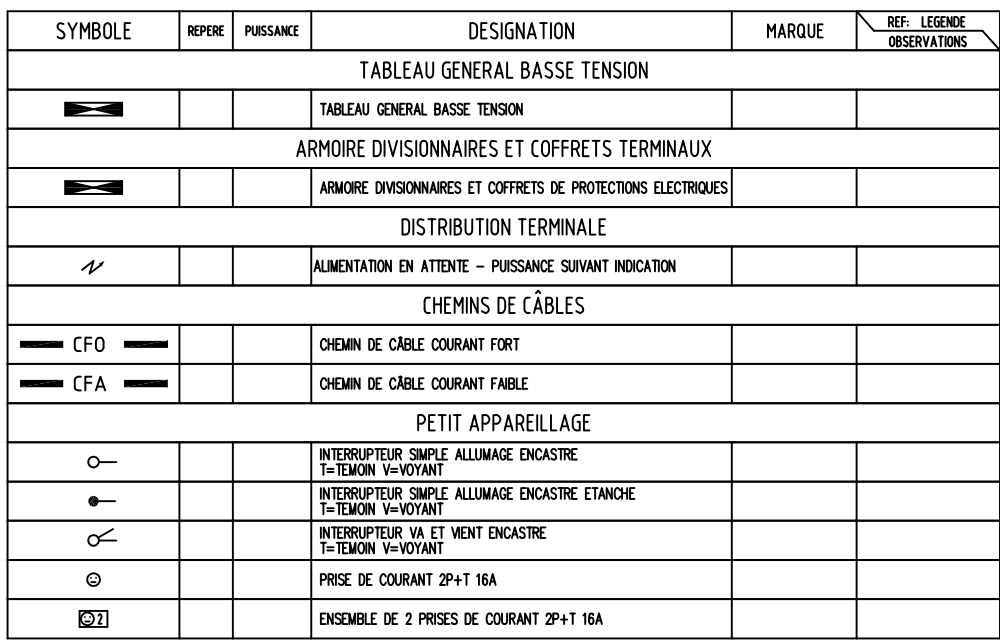 SYMBOLE REPERE PUISSANCE DESIGNATION MARQUE REF: LEGENDE
OBSERVATIONS
TABLEAU GENERAL BASSE TENSION
TABLEAU GENERAL BASSE TENSION
ARMOIRE DIVISIONNAIRES ET COFFRETS TERMINAUX
ARMOIRE DIVISIONNAIRES ET COFFRETS DE PROTECTIONS ELECTRIQUES
DISTRIBUTION TERMINALE
ALIMENTATION EN ATTENTE – PUISSANCE SUIVANT INDICATION
CHEMINS DE CÂBLES
CFO CHEMIN DE CÂBLE COURANT FORT
CFA CHEMIN DE CÂBLE COURANT FAIBLE
PETIT APPAREILLAGE
INTERRUPTEUR SIMPLE ALLUMAGE ENCASTRE
T=TEMOIN V=VOYANT
INTERRUPTEUR SIMPLE ALLUMAGE ENCASTRE ETANCHE
T=TEMOIN V=VOYANT
INTERRUPTEUR VA ET VIENT ENCASTRE
T=TEMOIN V=VOYANT
PRISE DE COURANT 2P+T 16A
2 ENSEMBLE DE 2 PRISES DE COURANT 2P+T 16A